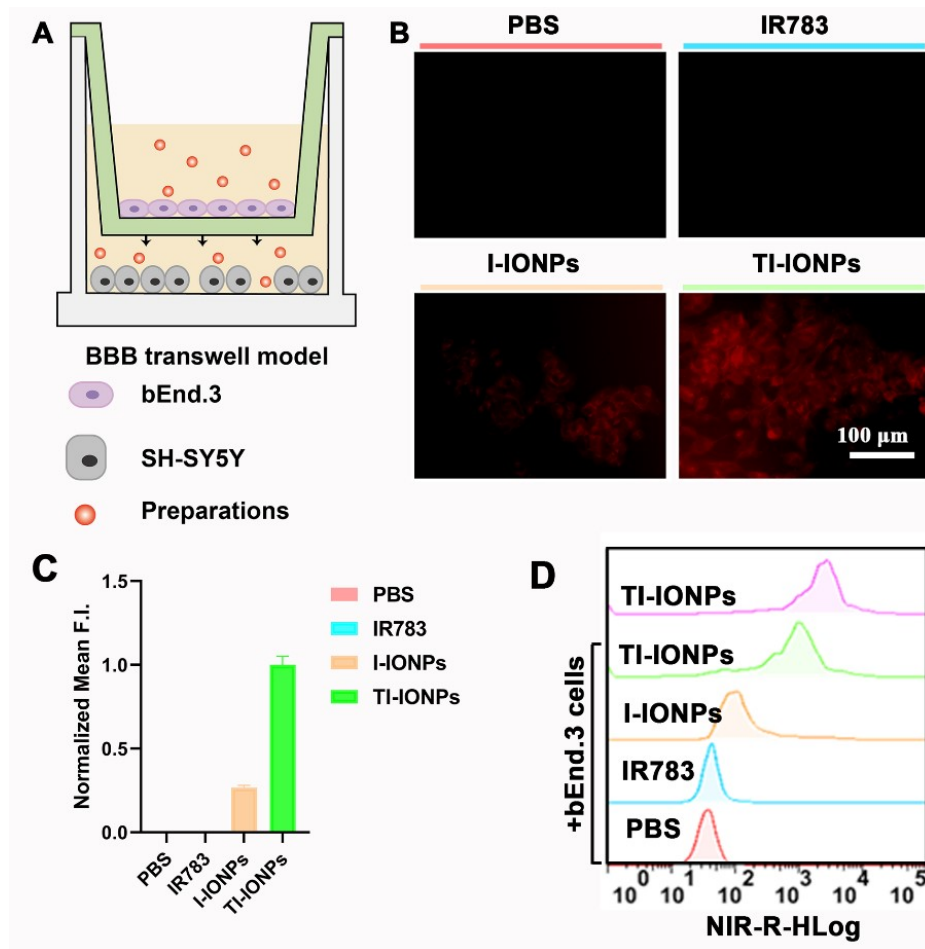 A
BBB transwell model
bEnd.3
SH-SY5Y
Preparations
B
PBS
IR783
I-IONPs
TI-IONPs
100 μm
C
Normalized Mean F.I.
1.5
1.0
0.5
0.0
PBS
IR783
I-IONPs
TI-IONPs
PBS
IR783
I-IONPs
TI-IONPs
D
+bEnd.3 cells
TI-IONPs
TI-IONPs
I-IONPs
IR783
PBS
10 0 10 1 10 2 10 3 10 4 10 5
NIR-R-HLog